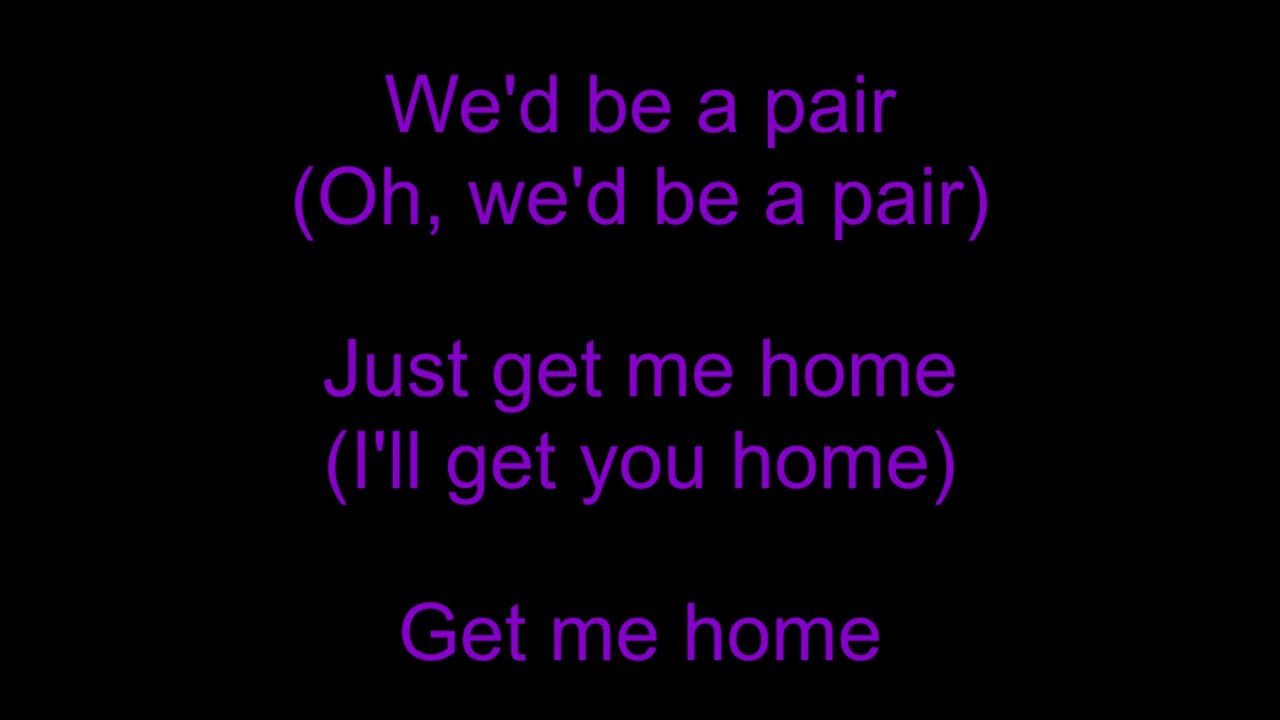 We'd be a pair
(Oh, we'd be a pair)
Just get me home
(I'll get you home)
Get me home